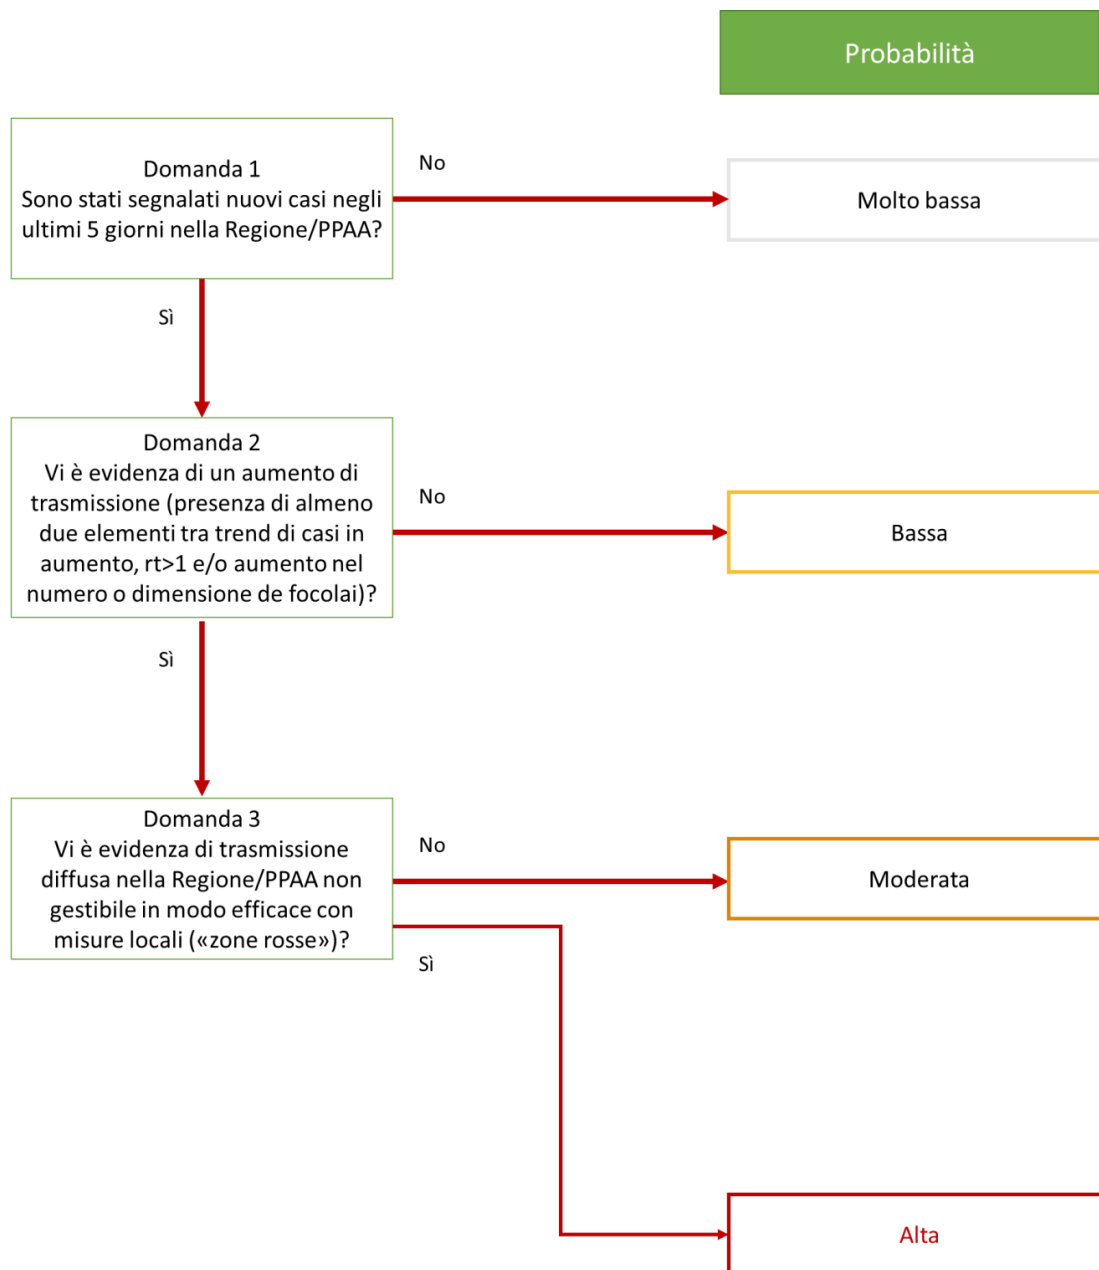 Probabilità
Domanda 1
Sono stati segnalati nuovi casi negli
ultimi 5 giorni nella Regione/PPAA?
No
Molto bassa
Sì
Domanda 2
Vi è evidenza di un aumento di
trasmissione (presenza di almeno
due elementi tra trend di casi in
aumento, rt>1 e/o aumento nel
numero o dimensione de focolai)?
No
Bassa
Sì
Domanda 3
Vi è evidenza di trasmissione
diffusa nella Regione/PPAA non
gestibile in modo efficace con
misure locali («zone rosse»)?
No
Moderata
Sì
Alta